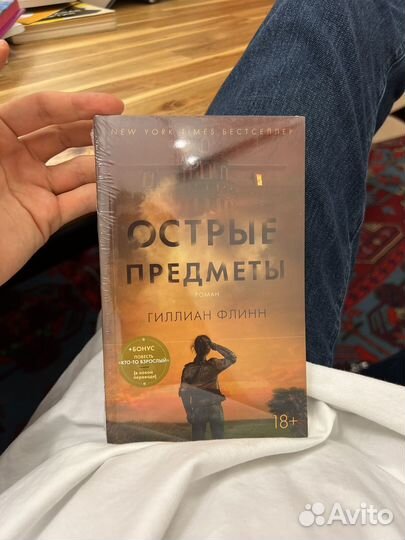 NEW YORK TIMES БЕСТСЕЛЛЕР
ОСТРЫЕ
ПРЕДМЕТЫ
РОМАН
ГИЛЛИАН ФЛИНН
+БОНУС
ПОВЕСТЬ
«КТО-ТО ВЗРОСЛЫЙ»
(в новом
переводе)
18+
Avito